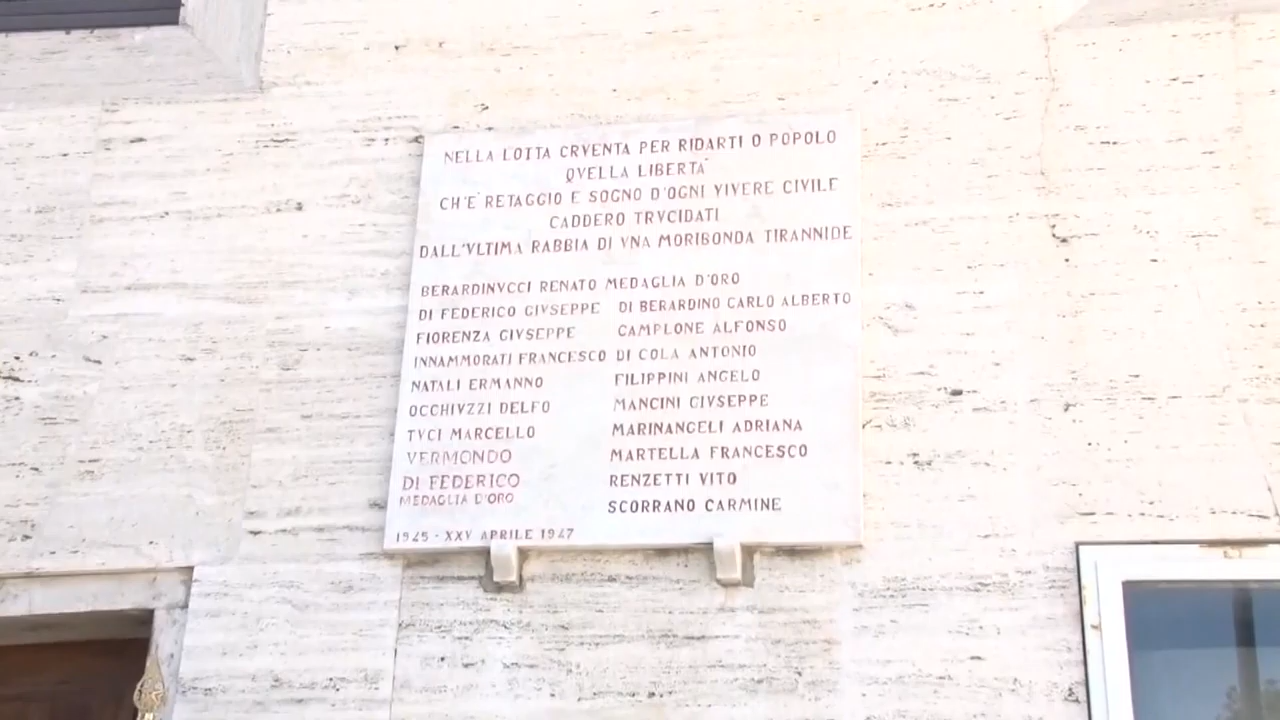 NELLA LOTTA CRVENTA PER RIDARTI O POPOLO
QVELLA LIBERTA'
CH'E' RETAGGIO E SOGNO D'OGNI VIVERE CIVILE
CADDERO TRVCIDATI
DALL'VLTIMA RABBIA DI VNA MORIBONDA TIRANNIDE
BERARDINVCCI RENATO MEDAGLIA D'ORO
DI FEDERICO GIVSEPPE DI BERARDINO CARLO ALBERTO
FIORENZA GIVSEPPE CAMPLONE ALFONSO
INNAMMORATI FRANCESCO DI COLA ANTONIO
NATALI ERMANNO FILIPPINI ANGELO
OCCHIVZZI DELFO MANCINI GIVSEPPE
TVCI MARCELLO MARINANGELI ADRIANA
VERMONDO MARTELLA FRANCESCO
DI FEDERICO RENZETTI VITO
MEDAGLIA D'ORO SCORRANO CARMINE
1945 - XXV APRILE 1947